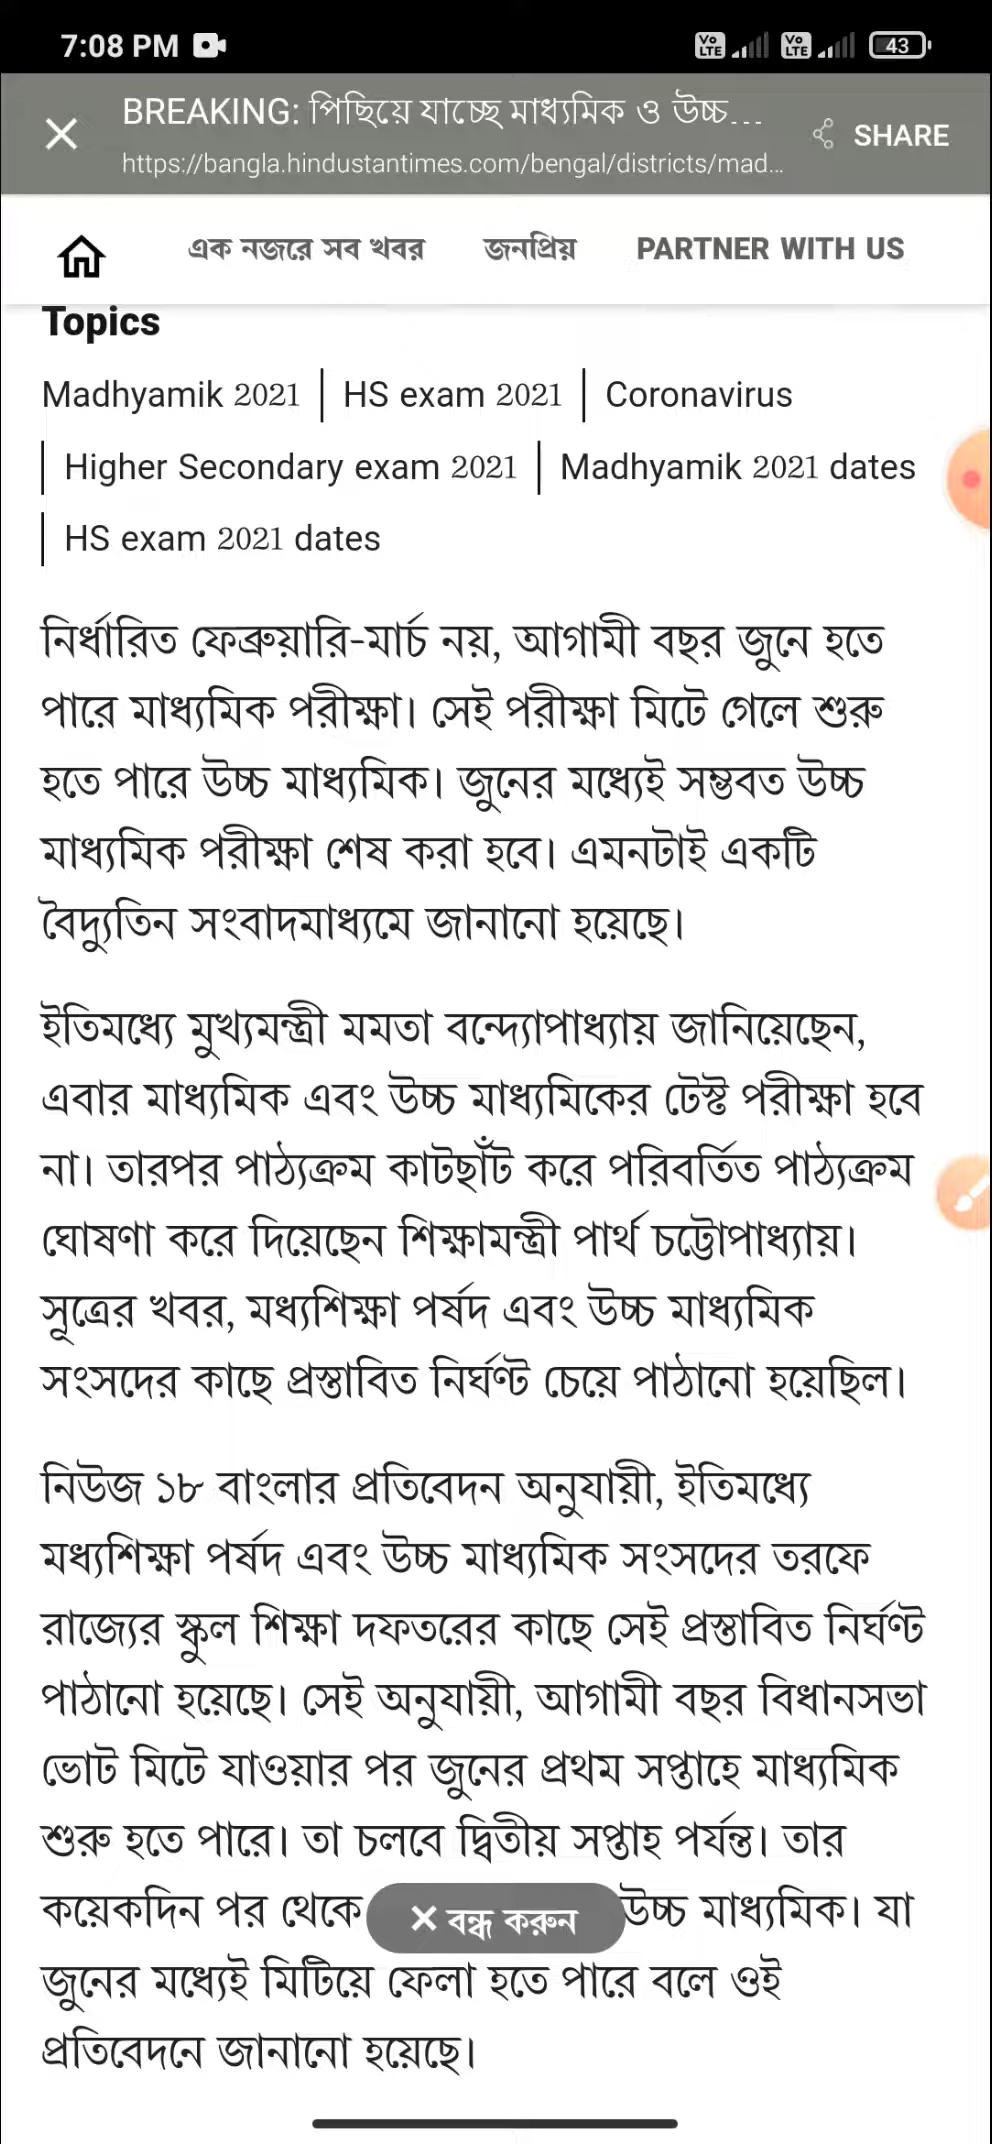 7:08 PM
Vo LTE Vo LTE 43
BREAKING: পিছিয়ে যাচ্ছে মাধ্যমিক ও উচ্চ...
https://bangla.hindustantimes.com/bengal/districts/mad...
SHARE
এক নজরে সব খবর জনপ্রিয় PARTNER WITH US
Topics
Madhyamik 2021 | HS exam 2021 | Coronavirus
| Higher Secondary exam 2021 | Madhyamik 2021 dates
| HS exam 2021 dates
নির্ধারিত ফেব্রুয়ারি-মার্চ নয়, আগামী বছর জুনে হতে
পারে মাধ্যমিক পরীক্ষা। সেই পরীক্ষা মিটে গেলে শুরু
হতে পারে উচ্চ মাধ্যমিক। জুনের মধ্যেই সম্ভবত উচ্চ
মাধ্যমিক পরীক্ষা শেষ করা হবে। এমনটাই একটি
বৈদ্যুতিন সংবাদমাধ্যমে জানানো হয়েছে।
ইতিমধ্যে মুখ্যমন্ত্রী মমতা বন্দ্যোপাধ্যায় জানিয়েছেন,
এবার মাধ্যমিক এবং উচ্চ মাধ্যমিকের টেস্ট পরীক্ষা হবে
না। তারপর পাঠ্যক্রম কাটছাঁট করে পরিবর্তিত পাঠ্যক্রম
ঘোষণা করে দিয়েছেন শিক্ষামন্ত্রী পার্থ চট্টোপাধ্যায়।
সূত্রের খবর, মধ্যশিক্ষা পর্ষদ এবং উচ্চ মাধ্যমিক
সংসদের কাছে প্রস্তাবিত নির্ঘণ্ট চেয়ে পাঠানো হয়েছিল।
নিউজ ১৮ বাংলার প্রতিবেদন অনুযায়ী, ইতিমধ্যে
মধ্যশিক্ষা পর্ষদ এবং উচ্চ মাধ্যমিক সংসদের তরফে
রাজ্যের স্কুল শিক্ষা দফতরের কাছে সেই প্রস্তাবিত নির্ঘণ্ট
পাঠানো হয়েছে। সেই অনুযায়ী, আগামী বছর বিধানসভা
ভোট মিটে যাওয়ার পর জুনের প্রথম সপ্তাহে মাধ্যমিক
শুরু হতে পারে। তা চলবে দ্বিতীয় সপ্তাহ পর্যন্ত। তার
কয়েকদিন পর থেকে × বন্ধ করুন উচ্চ মাধ্যমিক। যা
জুনের মধ্যেই মিটিয়ে ফেলা হতে পারে বলে ওই
প্রতিবেদনে জানানো হয়েছে।